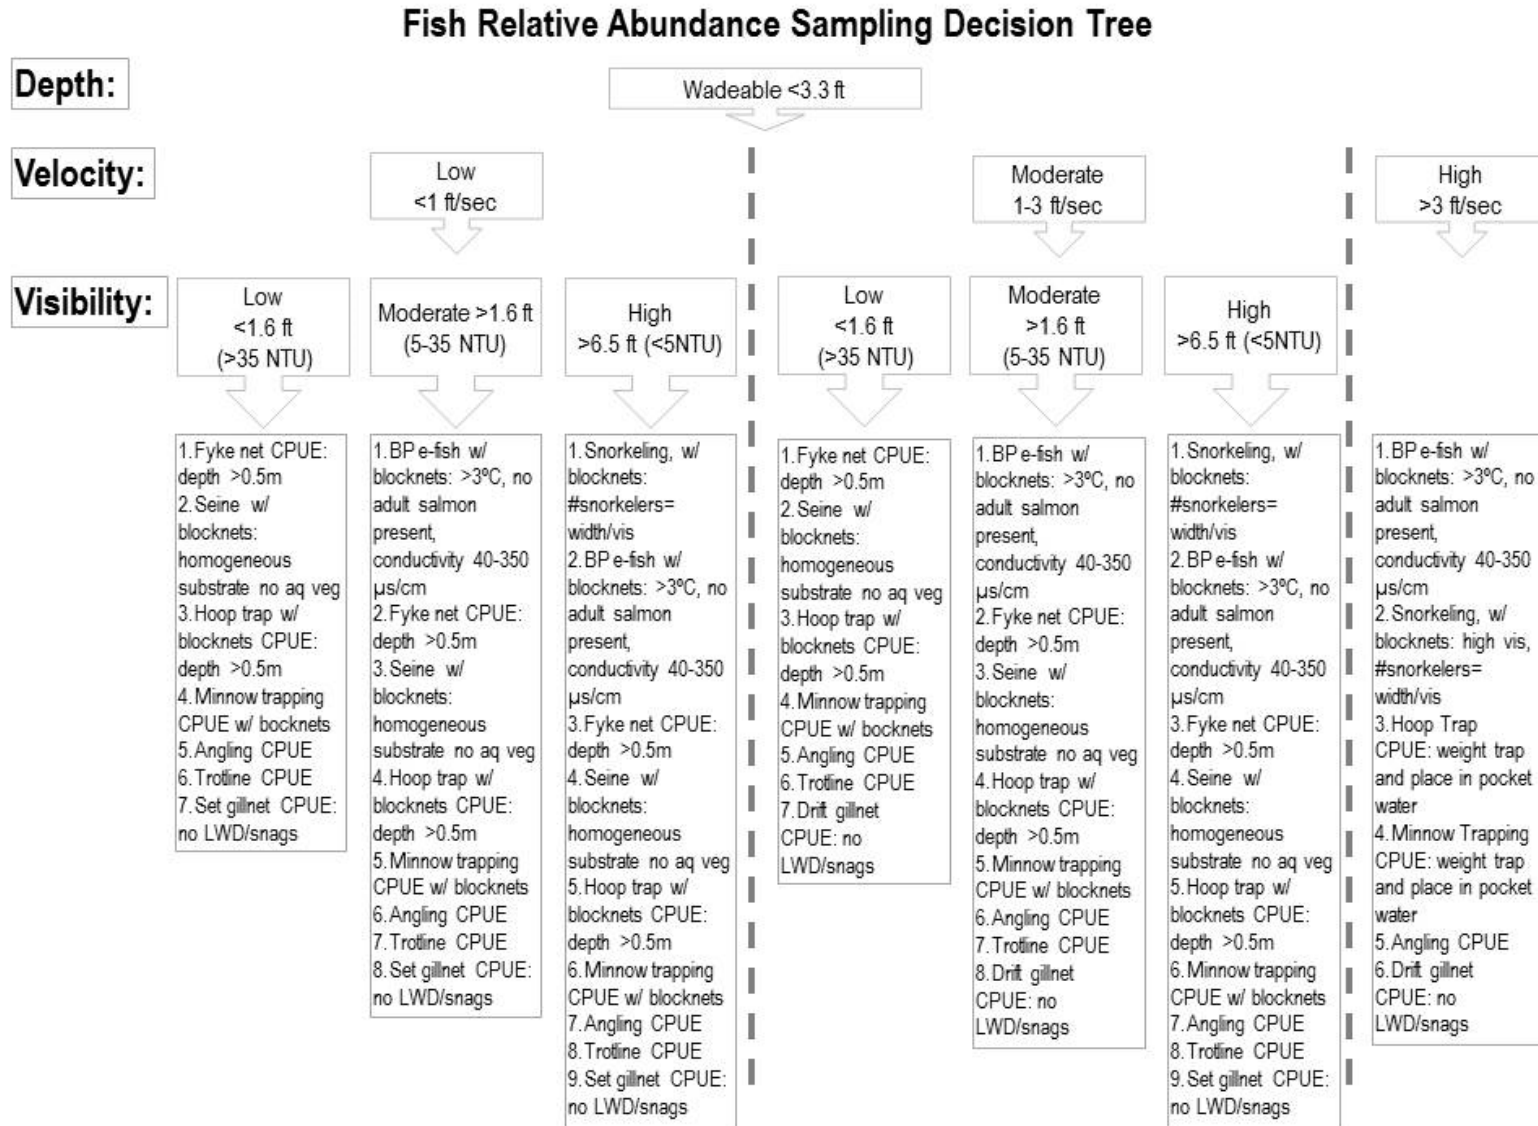 Fish Relative Abundance Sampling Decision Tree
Depth:
Wadeable <3.3 ft
Velocity:
Low
<1 ft/sec
Moderate
1-3 ft/sec
High
>3 ft/sec
Visibility:
Low
<1.6 ft
(>35 NTU)
Moderate >1.6 ft
(5-35 NTU)
High
>6.5 ft (<5NTU)
Low
<1.6 ft
(>35 NTU)
Moderate
>1.6 ft
(5-35 NTU)
High
>6.5 ft (<5NTU)
1.Fyke net CPUE:
depth >0.5m
2.Seine w/
blocknets:
homogeneous
substrate no aq veg
3.Hoop trap w/
blocknets CPUE:
depth >0.5m
4.Minnow trapping
CPUE w/ bocknets
5.Angling CPUE
6.Trotline CPUE
7.Set gillnet CPUE:
no LWD/snags
1.BP e-fish w/
blocknets: >3ºC, no
adult salmon
present,
conductivity 40-350
µs/cm
2.Fyke net CPUE:
depth >0.5m
3.Seine w/
blocknets:
homogeneous
substrate no aq veg
4.Hoop trap w/
blocknets CPUE:
depth >0.5m
5.Minnow trapping
CPUE w/ blocknets
6.Angling CPUE
7.Trotline CPUE
8.Set gillnet CPUE:
no LWD/snags
1.Snorkeling, w/
blocknets:
#snorkelers=
width/vis
2.BP e-fish w/
blocknets: >3ºC, no
adult salmon
present,
conductivity 40-350
µs/cm
3.Fyke net CPUE:
depth >0.5m
4.Seine w/
blocknets:
homogeneous
substrate no aq veg
5.Hoop trap w/
blocknets CPUE:
depth >0.5m
6.Minnow trapping
CPUE w/ blocknets
7.Angling CPUE
8.Trotline CPUE
9.Set gillnet CPUE:
no LWD/snags
1.Fyke net CPUE:
depth >0.5m
2.Seine w/
blocknets:
homogeneous
substrate no aq veg
3.Hoop trap w/
blocknets CPUE:
depth >0.5m
4.Minnow trapping
CPUE w/ bocknets
5.Angling CPUE
6.Trotline CPUE
7.Drift gillnet
CPUE: no
LWD/snags
1.BP e-fish w/
blocknets: >3ºC, no
adult salmon
present,
conductivity 40-350
µs/cm
2.Fyke net CPUE:
depth >0.5m
3.Seine w/
blocknets:
homogeneous
substrate no aq veg
4.Hoop trap w/
blocknets CPUE:
depth >0.5m
5.Minnow trapping
CPUE w/ blocknets
6.Angling CPUE
7.Trotline CPUE
8.Drift gillnet
CPUE: no
LWD/snags
1.Snorkeling, w/
blocknets:
#snorkelers=
width/vis
2.BP e-fish w/
blocknets: >3ºC, no
adult salmon
present,
conductivity 40-350
µs/cm
3.Fyke net CPUE:
depth >0.5m
4.Seine w/
blocknets:
homogeneous
substrate no aq veg
5.Hoop trap w/
blocknets CPUE:
depth >0.5m
6.Minnow trapping
CPUE w/ blocknets
7.Angling CPUE
8.Trotline CPUE
9.Set gillnet CPUE:
no LWD/snags
1.BP e-fish w/
blocknets: >3ºC, no
adult salmon
present,
conductivity 40-350
µs/cm
2.Snorkeling, w/
blocknets: high vis,
#snorkelers=
width/vis
3.Hoop Trap
CPUE: weight trap
and place in pocket
water
4.Minnow Trapping
CPUE: weight trap
and place in pocket
water
5.Angling CPUE
6.Drift gillnet
CPUE: no
LWD/snags